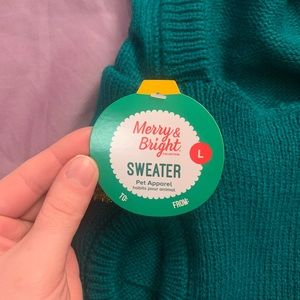 Merry &
Bright
L
SWEATER
Pet Apparel
TO:
FROM: